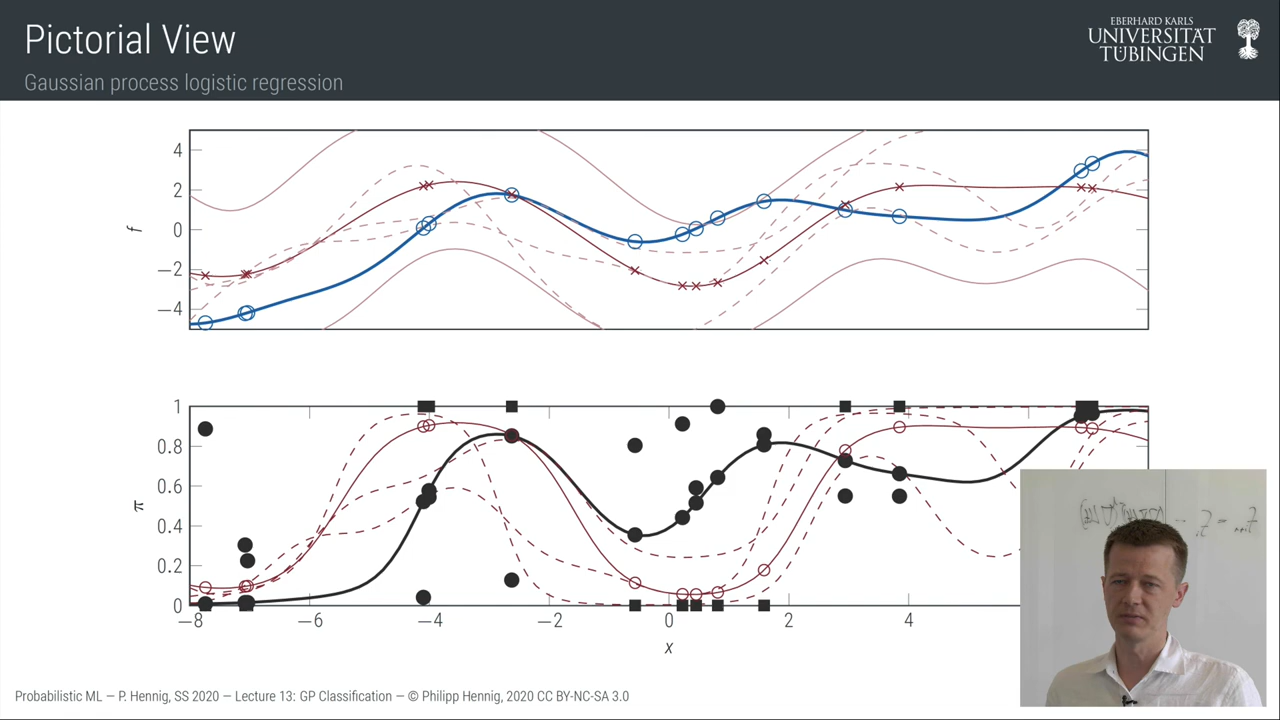 Pictorial View
Gaussian process logistic regression
EBERHARD KARLS
UNIVERSITÄT
TÜBINGEN
4
2
0
−2
−4
f
1
0.8
0.6
0.4
0.2
0
π
−8 −6 −4 −2 0 2 4
x
Probabilistic ML — P. Hennig, SS 2020 — Lecture 13: GP Classification — © Philipp Hennig, 2020 CC BY-NC-SA 3.0